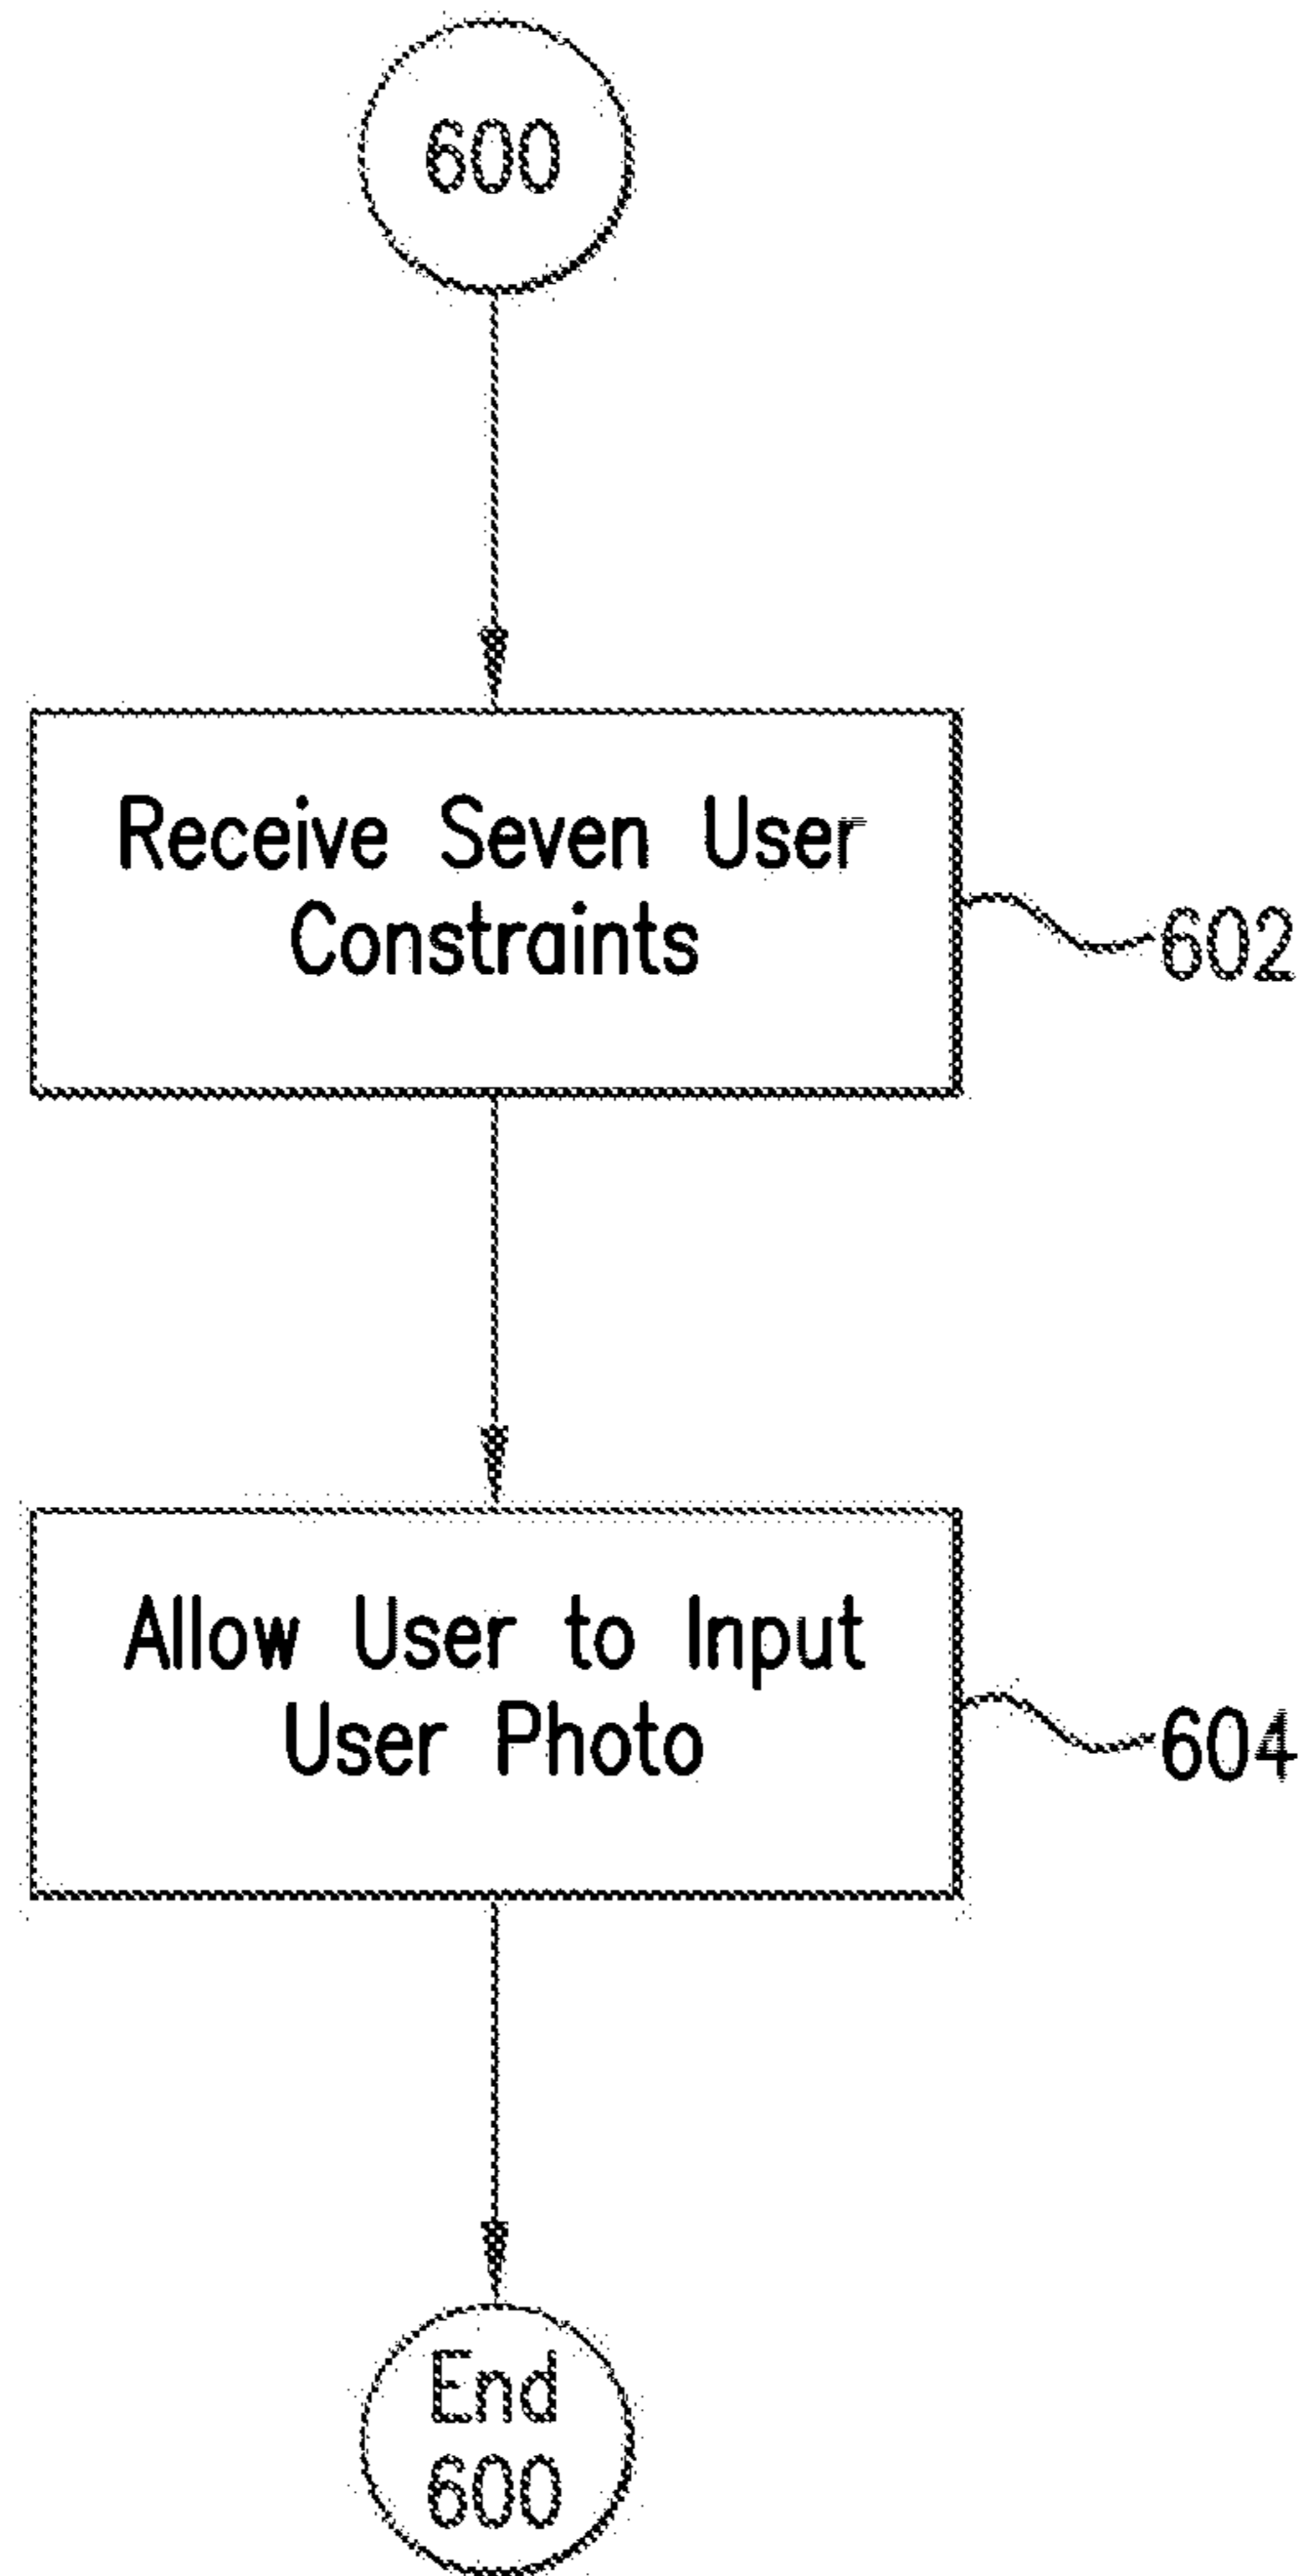 600
Receive Seven User
Constraints
602
Allow User to Input
User Photo
604
End
600